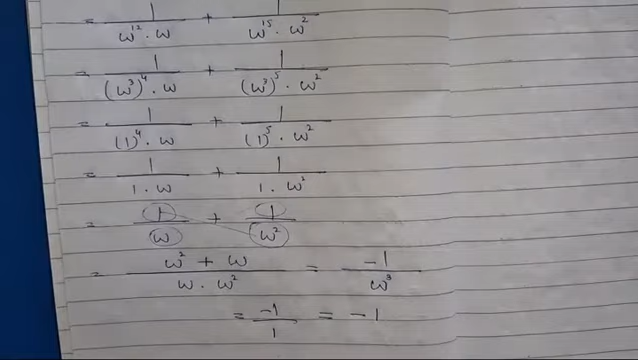 = 1/(ω¹² · ω) + 1/(ω¹⁵ · ω²)
= 1/((ω³)⁴ · ω) + 1/((ω³)⁵ · ω²)
= 1/((1)⁴ · ω) + 1/((1)⁵ · ω²)
= 1/(1 · ω) + 1/(1 · ω²)
= 1/ω + 1/ω²
= (ω² + ω)/(ω · ω²) = -1/ω³
= -1/1 = -1